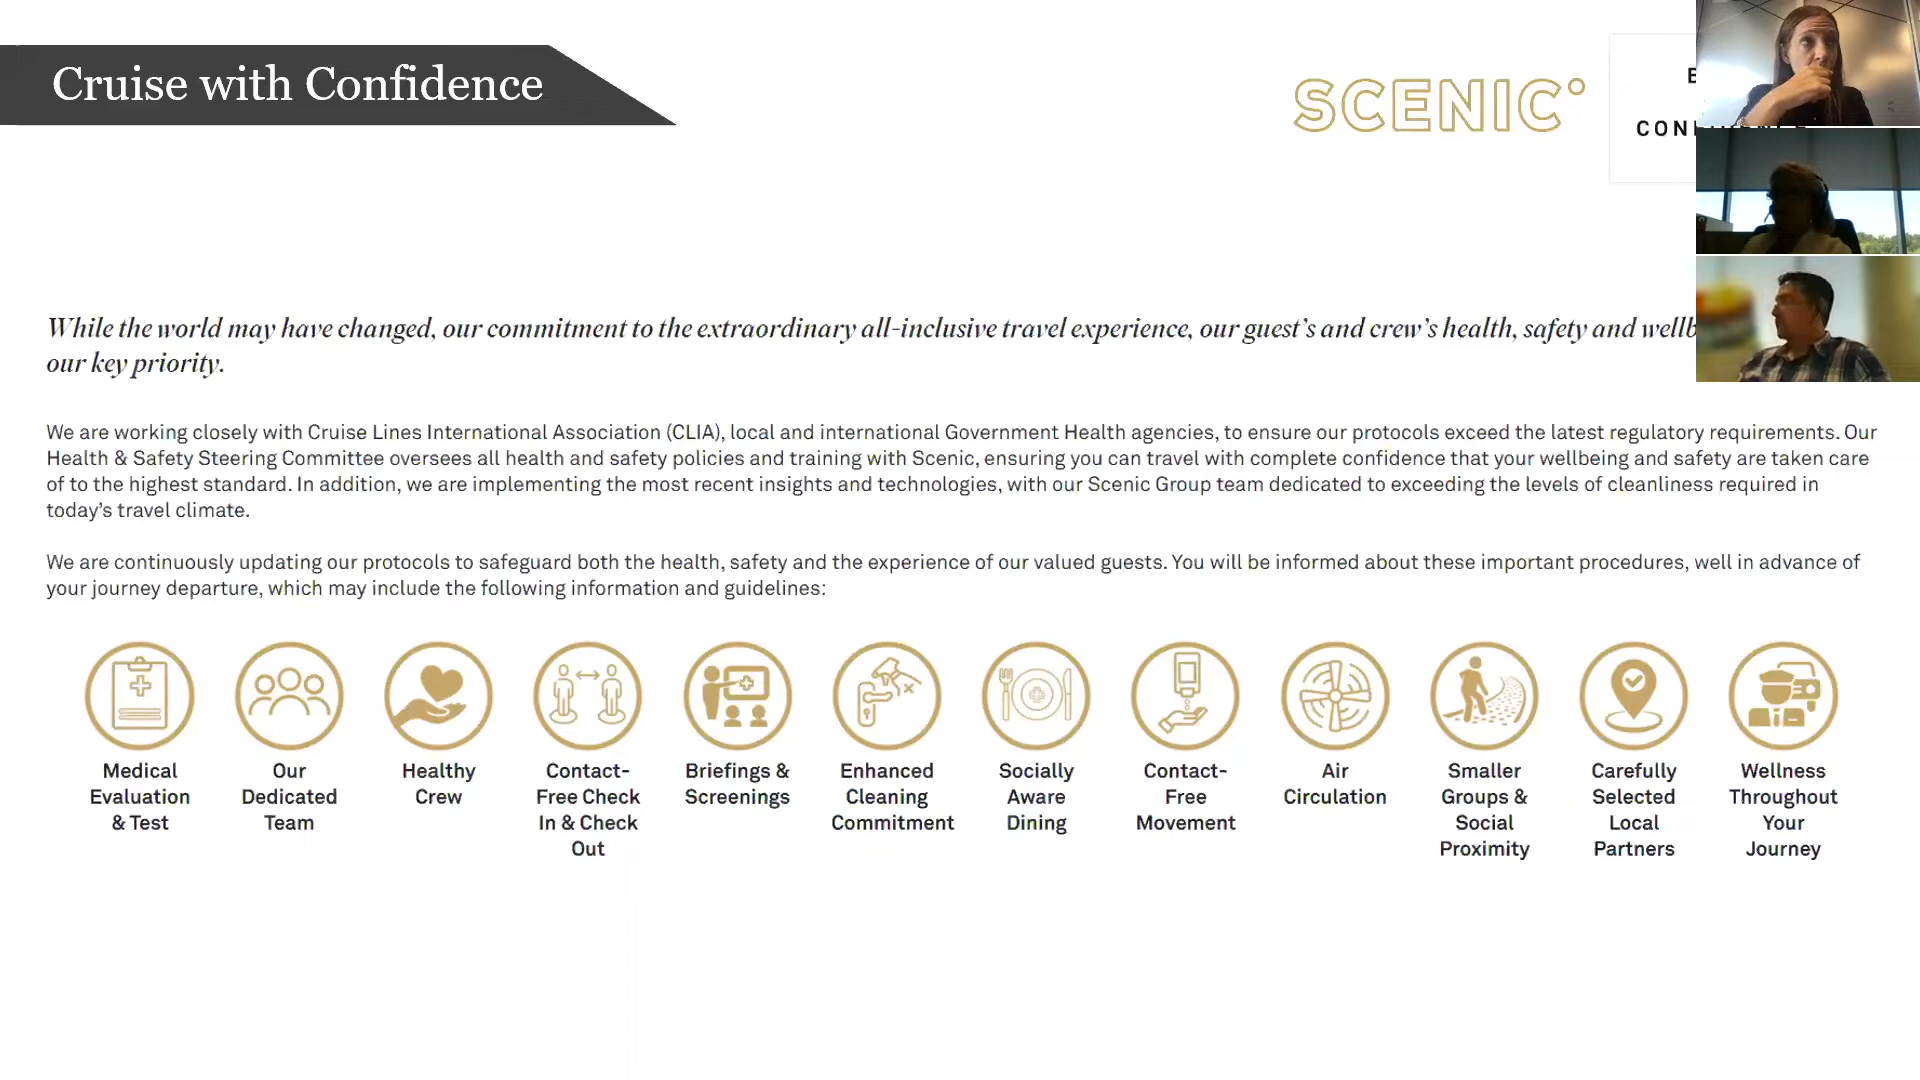 Cruise with Confidence
SCENIC°
While the world may have changed, our commitment to the extraordinary all-inclusive travel experience, our guest's and crew's health, safety and
our key priority.
We are working closely with Cruise Lines International Association (CLIA), local and international Government Health agencies, to ensure our protocols exceed the latest regulatory requirements. Our
Health & Safety Steering Committee oversees all health and safety policies and training with Scenic, ensuring you can travel with complete confidence that your wellbeing and safety are taken care
of to the highest standard. In addition, we are implementing the most recent insights and technologies, with our Scenic Group team dedicated to exceeding the levels of cleanliness required in
today's travel climate.
We are continuously updating our protocols to safeguard both the health, safety and the experience of our valued guests. You will be informed about these important procedures, well in advance of
your journey departure, which may include the following information and guidelines:
Medical
Evaluation
& Test
Our
Dedicated
Team
Healthy
Crew
Contact-
Free Check
In & Check
Out
Briefings &
Screenings
Enhanced
Cleaning
Commitment
Socially
Aware
Dining
Contact-
Free
Movement
Air
Circulation
Smaller
Groups &
Social
Proximity
Carefully
Selected
Local
Partners
Wellness
Throughout
Your
Journey